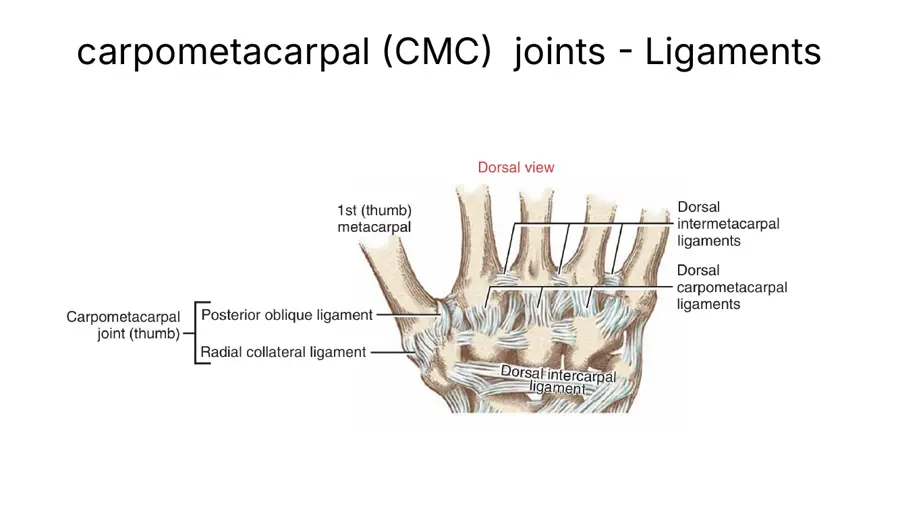 carpometacarpal (CMC)  joints - Ligaments
Dorsal view
1st (thumb)
metacarpal
Dorsal
intermetacarpal
ligaments
Dorsal
carpometacarpal
ligaments
Carpometacarpal
joint (thumb)
Posterior oblique ligament
Radial collateral ligament
Dorsal intercarpal
ligament